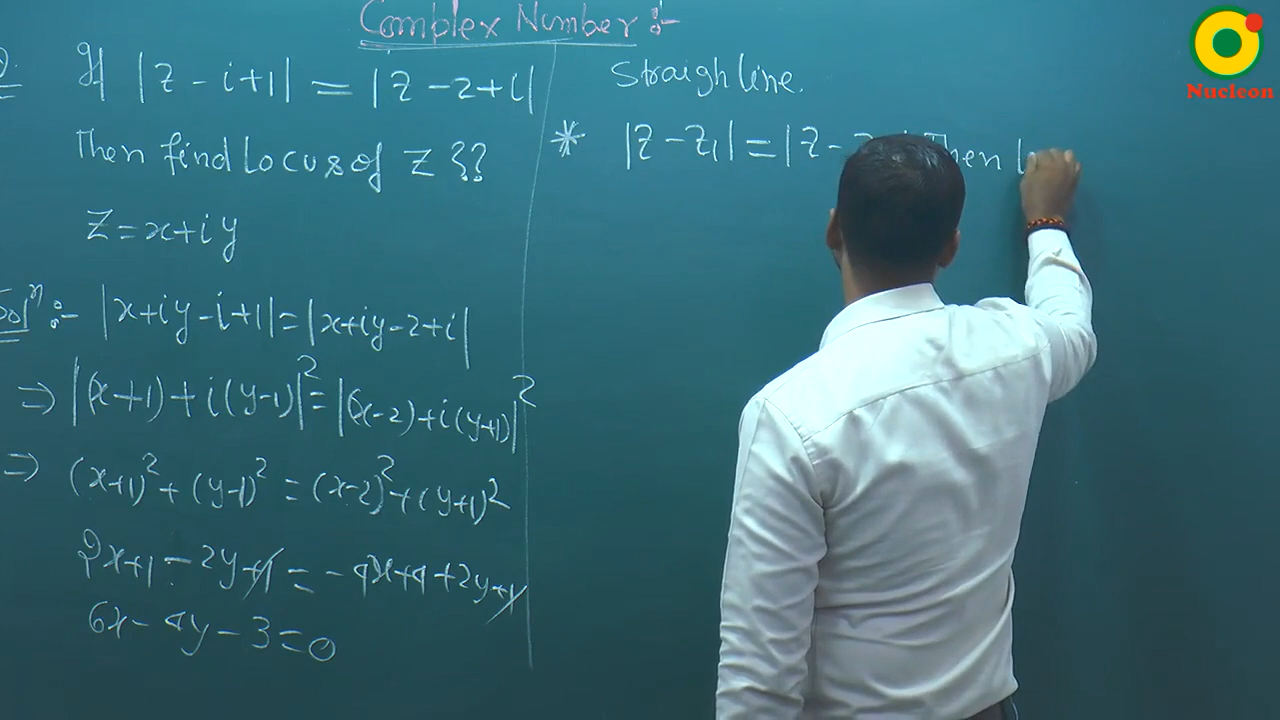 Complex Number :-
Q. If |z - i+1| = |z - 2+i|
Then find Locus of z ??
z = x+iy
Solⁿ :- |x+iy-i+1| = |x+iy-2+i|
⇒ |(x+1)+i(y-1)|² = |(x-2)+i(y+1)|²
⇒ (x+1)² + (y-1)² = (x-2)² + (y+1)²
2x+1 - 2y+1 = -4x+4+2y+1
6x - 4y - 3 = 0
Straigh line.
* |z - z₁| = |z - Then
Nucleon